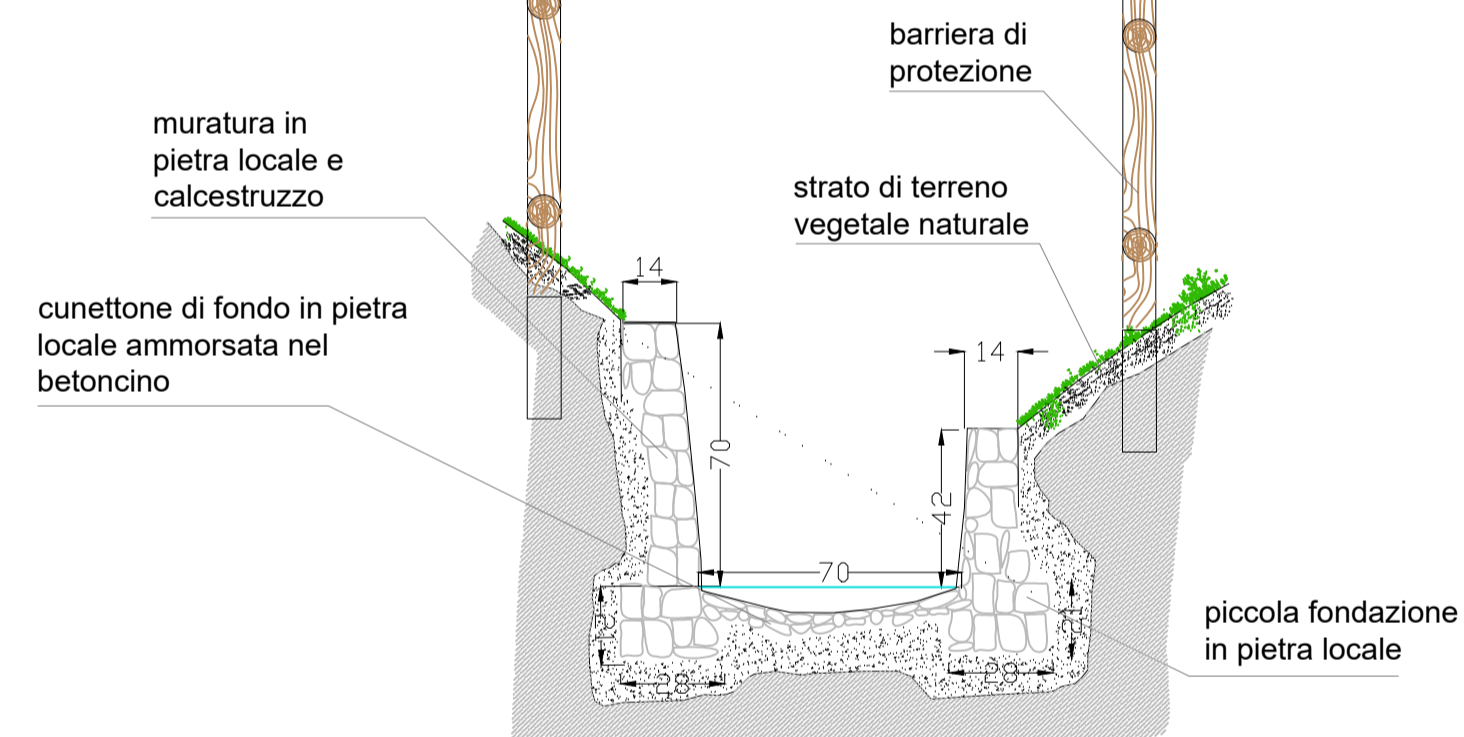 barriera di
protezione
muratura in
pietra locale e
calcestruzzo
strato di terreno
vegetale naturale
14
cunettone di fondo in pietra
locale ammorsata nel
betoncino
14
70
42
70
piccola fondazione
in pietra locale
28
28